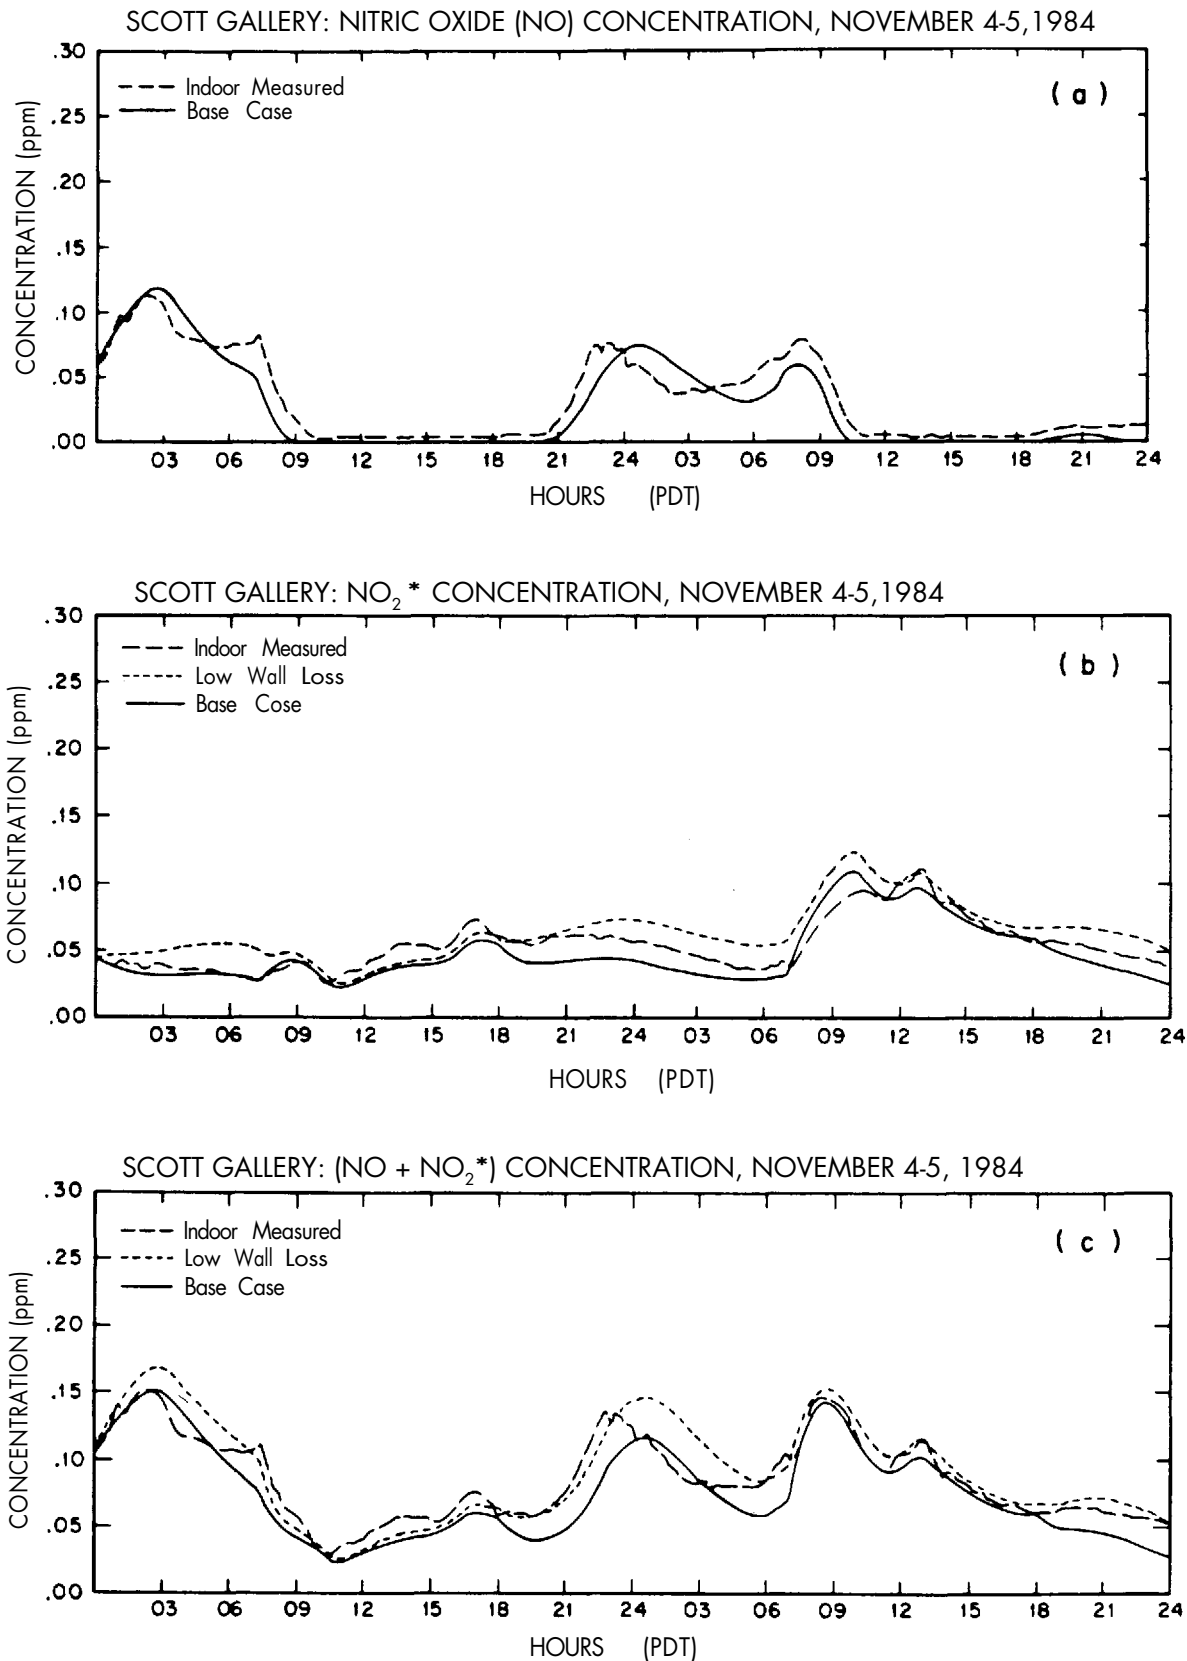 SCOTT GALLERY: NITRIC OXIDE (NO) CONCENTRATION, NOVEMBER 4-5,1984
.30
.25
.20
.15
.10
.05
.00
CONCENTRATION (ppm)
Indoor Measured
Base Case
( a )
03 06 09 12 15 18 21 24 03 06 09 12 15 18 21 24
HOURS (PDT)
SCOTT GALLERY: NO2* CONCENTRATION, NOVEMBER 4-5,1984
.30
.25
.20
.15
.10
.05
.00
CONCENTRATION (ppm)
Indoor Measured
Low Wall Loss
Base Cose
( b )
03 06 09 12 15 18 21 24 03 06 09 12 15 18 21 24
HOURS (PDT)
SCOTT GALLERY: (NO + NO2*) CONCENTRATION, NOVEMBER 4-5, 1984
.30
.25
.20
.15
.10
.05
.00
CONCENTRATION (ppm)
Indoor Measured
Low Wall Loss
Base Case
( c )
03 06 09 12 15 18 21 24 03 06 09 12 15 18 21 24
HOURS (PDT)